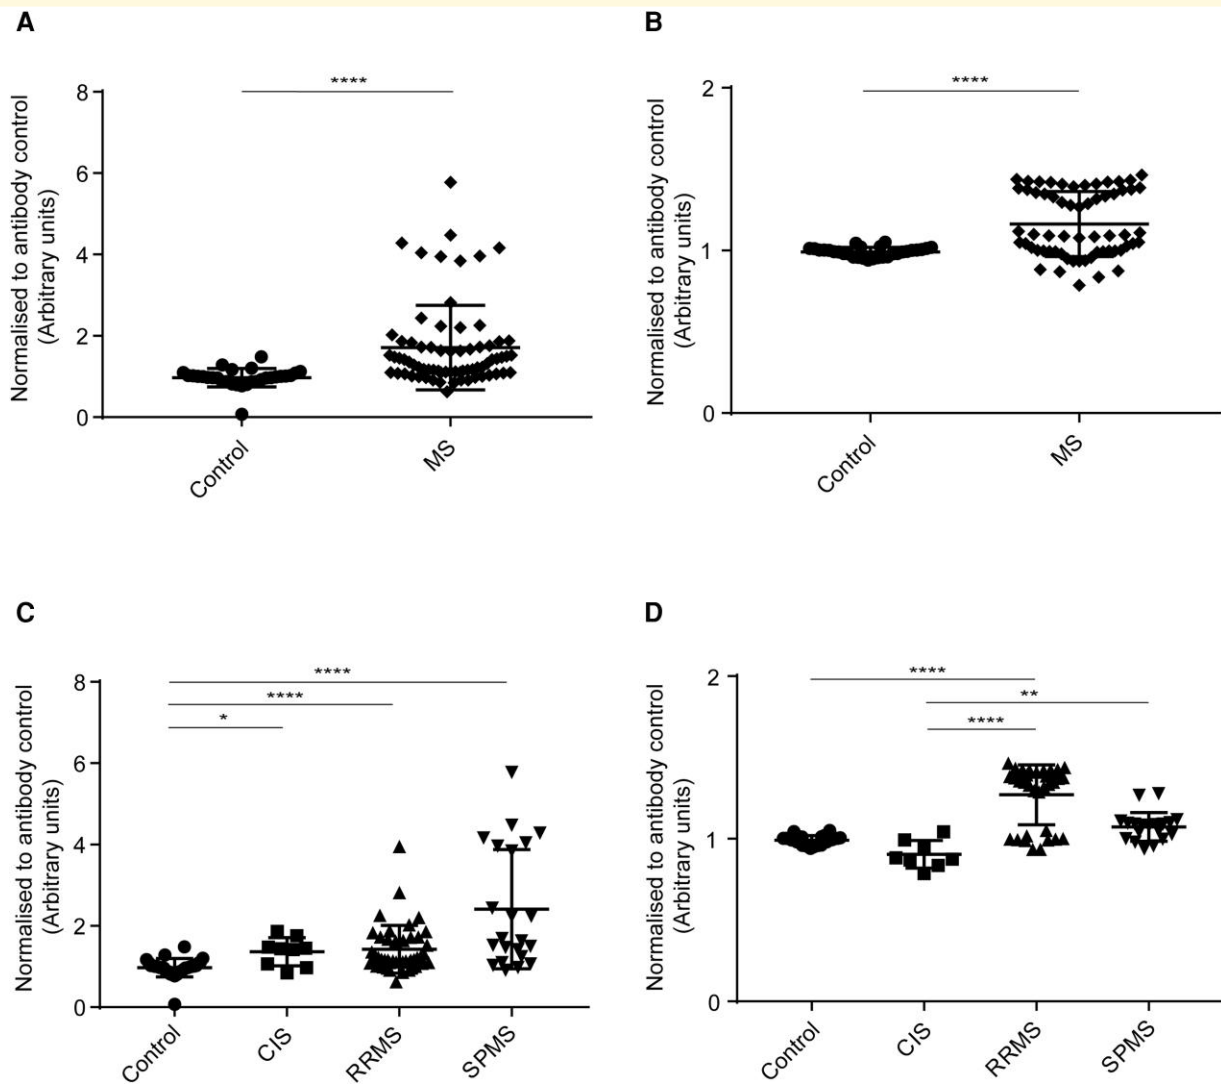 A
B
****
8
6
4
2
0
Normalised to antibody control
(Arbitrary units)
Control
MS
****
2
1
0
Normalised to antibody control
(Arbitrary units)
Control
MS
C
D
****
****
*
8
6
4
2
0
Normalised to antibody control
(Arbitrary units)
Control
CIS
RRMS
SPMS
****
**
****
2
1
0
Normalised to antibody control
(Arbitrary units)
Control
CIS
RRMS
SPMS